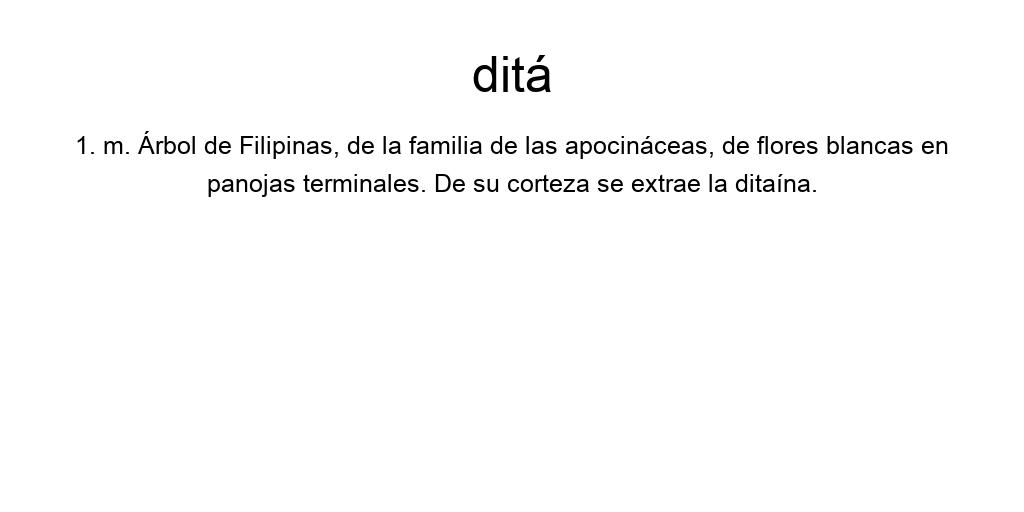 ditá
1. m. Árbol de Filipinas, de la familia de las apocináceas, de flores blancas en
panojas terminales. De su corteza se extrae la ditaína.